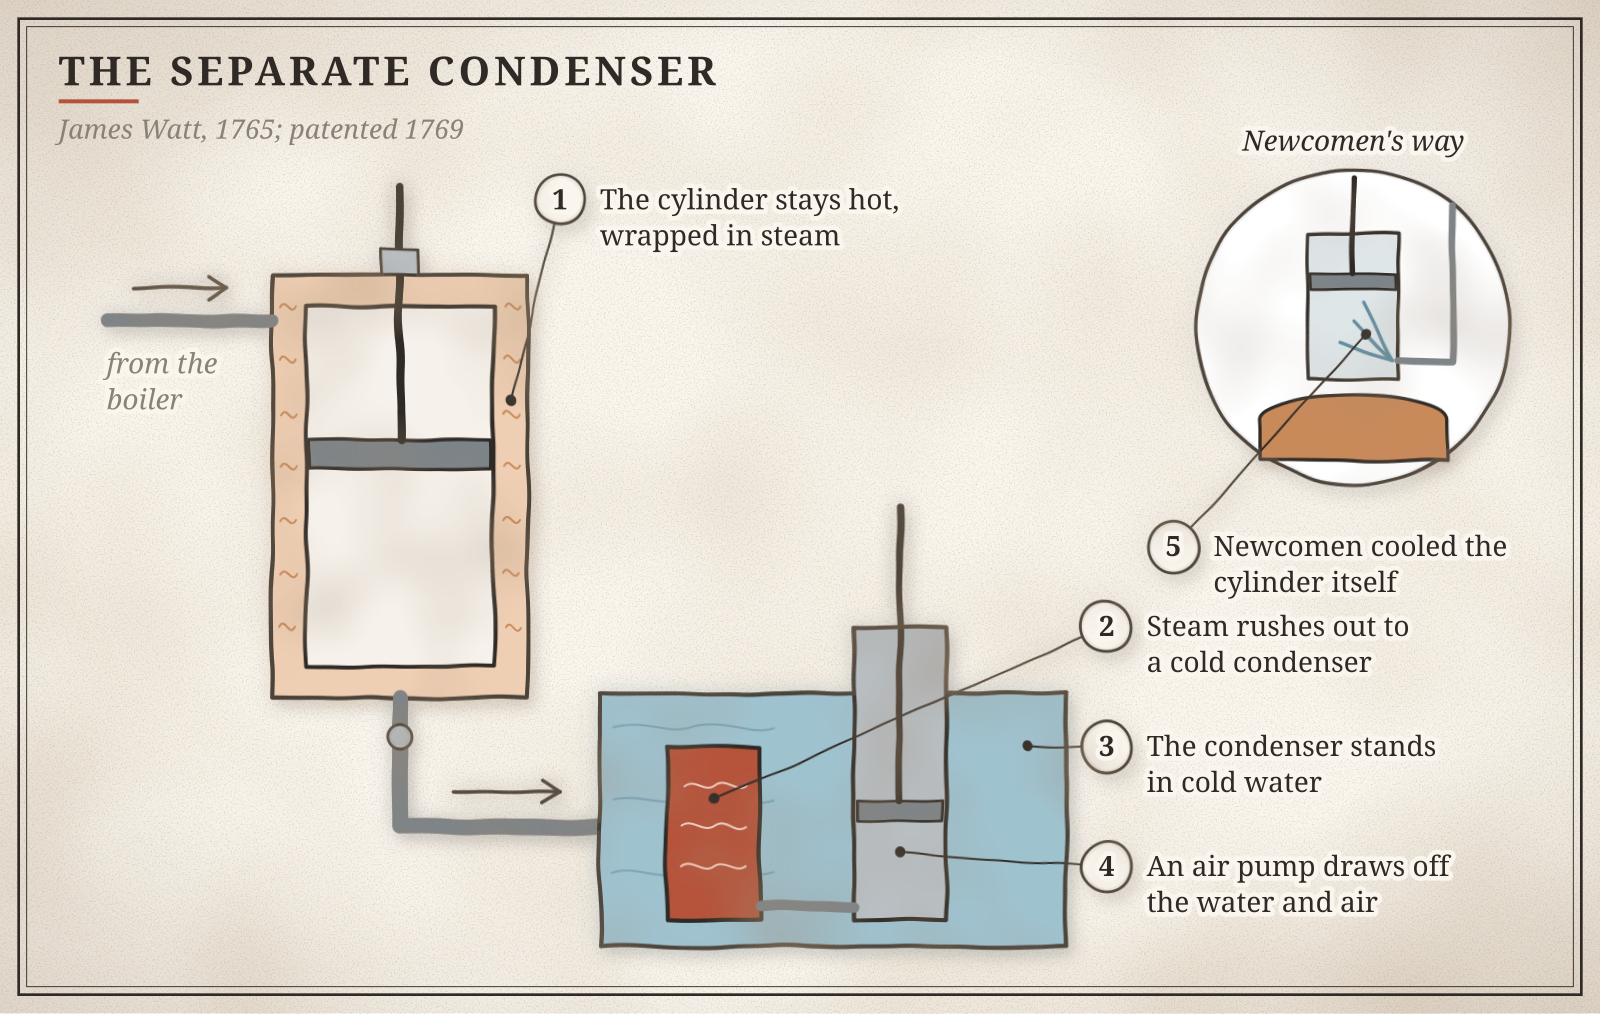 THE SEPARATE CONDENSER
James Watt, 1765; patented 1769
Newcomen's way
1 The cylinder stays hot,
wrapped in steam
from the
boiler
5 Newcomen cooled the
cylinder itself
2 Steam rushes out to
a cold condenser
3 The condenser stands
in cold water
4 An air pump draws off
the water and air